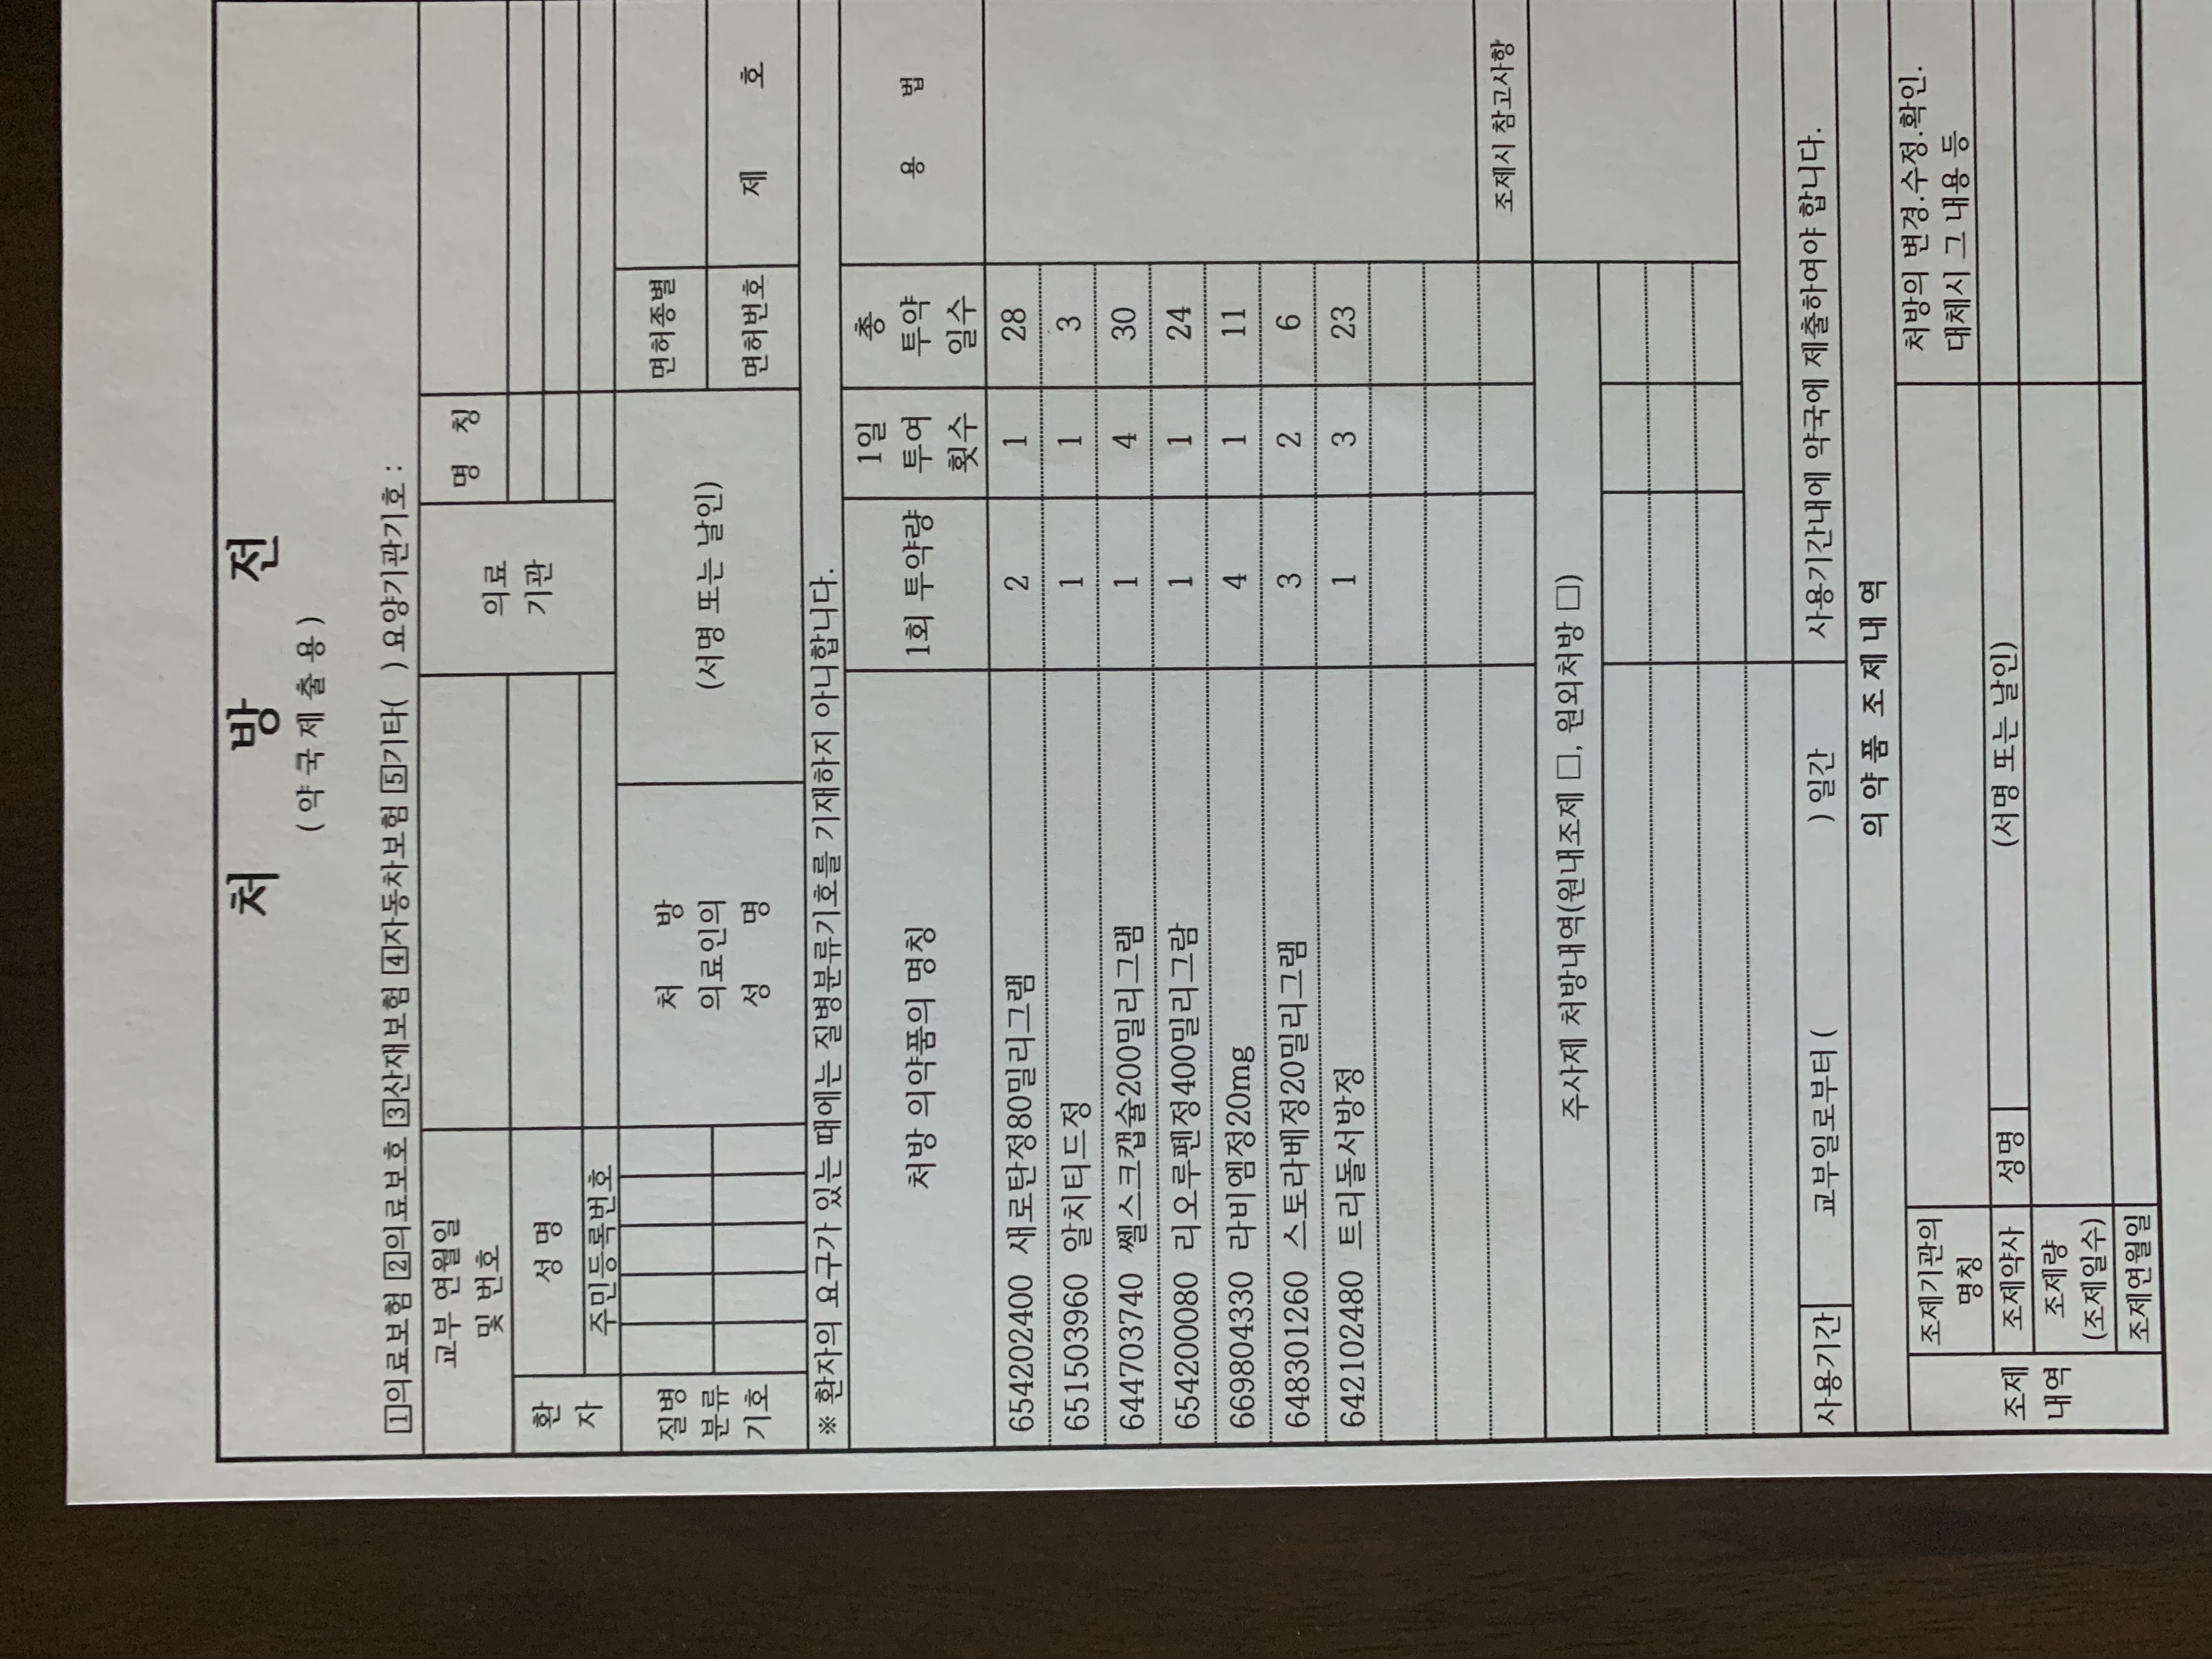 처 방 전
(약국제출용)
1의료보험 2의료보호 3산재보험 4자동차보험 5기타( ) 요양기관기호 :
교부 연월일
및 번호
의료
기관
명 칭
환
자
성 명
주민등록번호
질병
분류
기호
처 방
의료인의
성 명
(서명 또는 날인)
면허종별
면허번호
제 호
※ 환자의 요구가 있는 때에는 질병분류기호를 기재하지 아니합니다.
처방 의약품의 명칭
1회 투약량
1일
투여
횟수
총
투약
일수
용 법
654202400 새로탄정80밀리그램 2 1 28
651503960 알치티드정 1 1 3
644703740 쎌스크캡슐200밀리그램 1 4 30
654200080 리오루펜정400밀리그람 1 1 24
669804330 라비엠정20mg 4 1 11
648301260 스토라베정20밀리그램 3 2 6
642102480 트리돌서방정 1 3 23
조제시 참고사항
주사제 처방내역(원내조제 □, 원외처방 □)
사용기간 교부일로부터 ( ) 일간 사용기간내에 약국에 제출하여야 합니다.
의약품 조제내역
조제
내역
조제기관의
명칭
처방의 변경.수정.확인.
대체시 그 내용 등
조제약사 성명 (서명 또는 날인)
조제량
(조제일수)
조제연월일